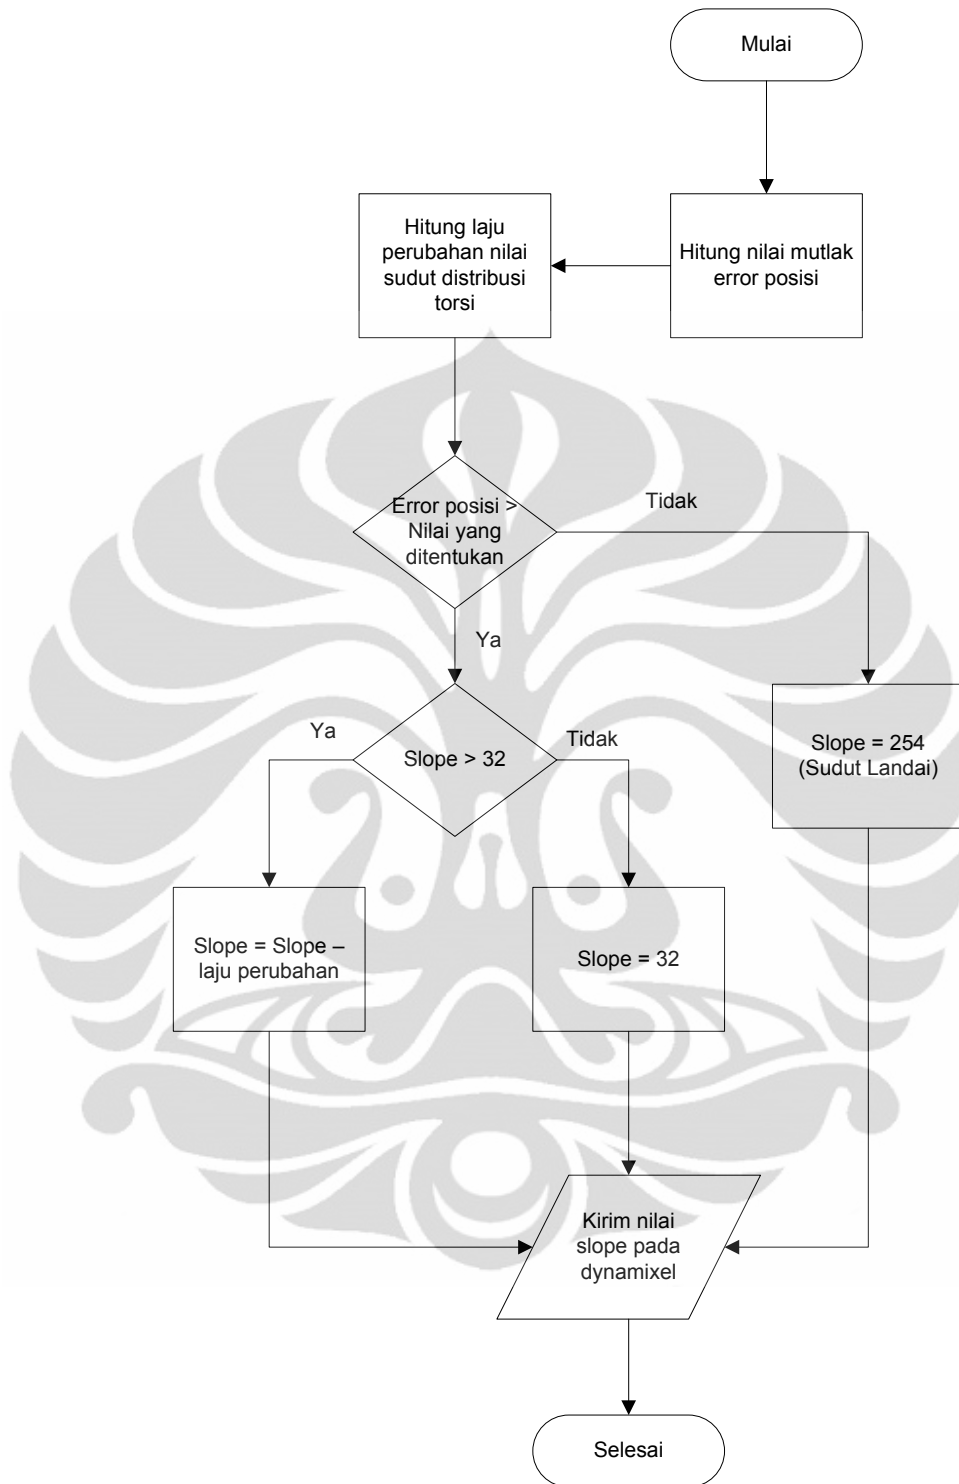 Mulai
Hitung nilai mutlak
error posisi
Hitung laju
perubahan nilai
sudut distribusi
torsi
Error posisi >
Nilai yang
ditentukan
Tidak
Ya
Slope > 32
Ya
Tidak
Slope = 254
(Sudut Landai)
Slope = Slope –
laju perubahan
Slope = 32
Kirim nilai
slope pada
dynamixel
Selesai